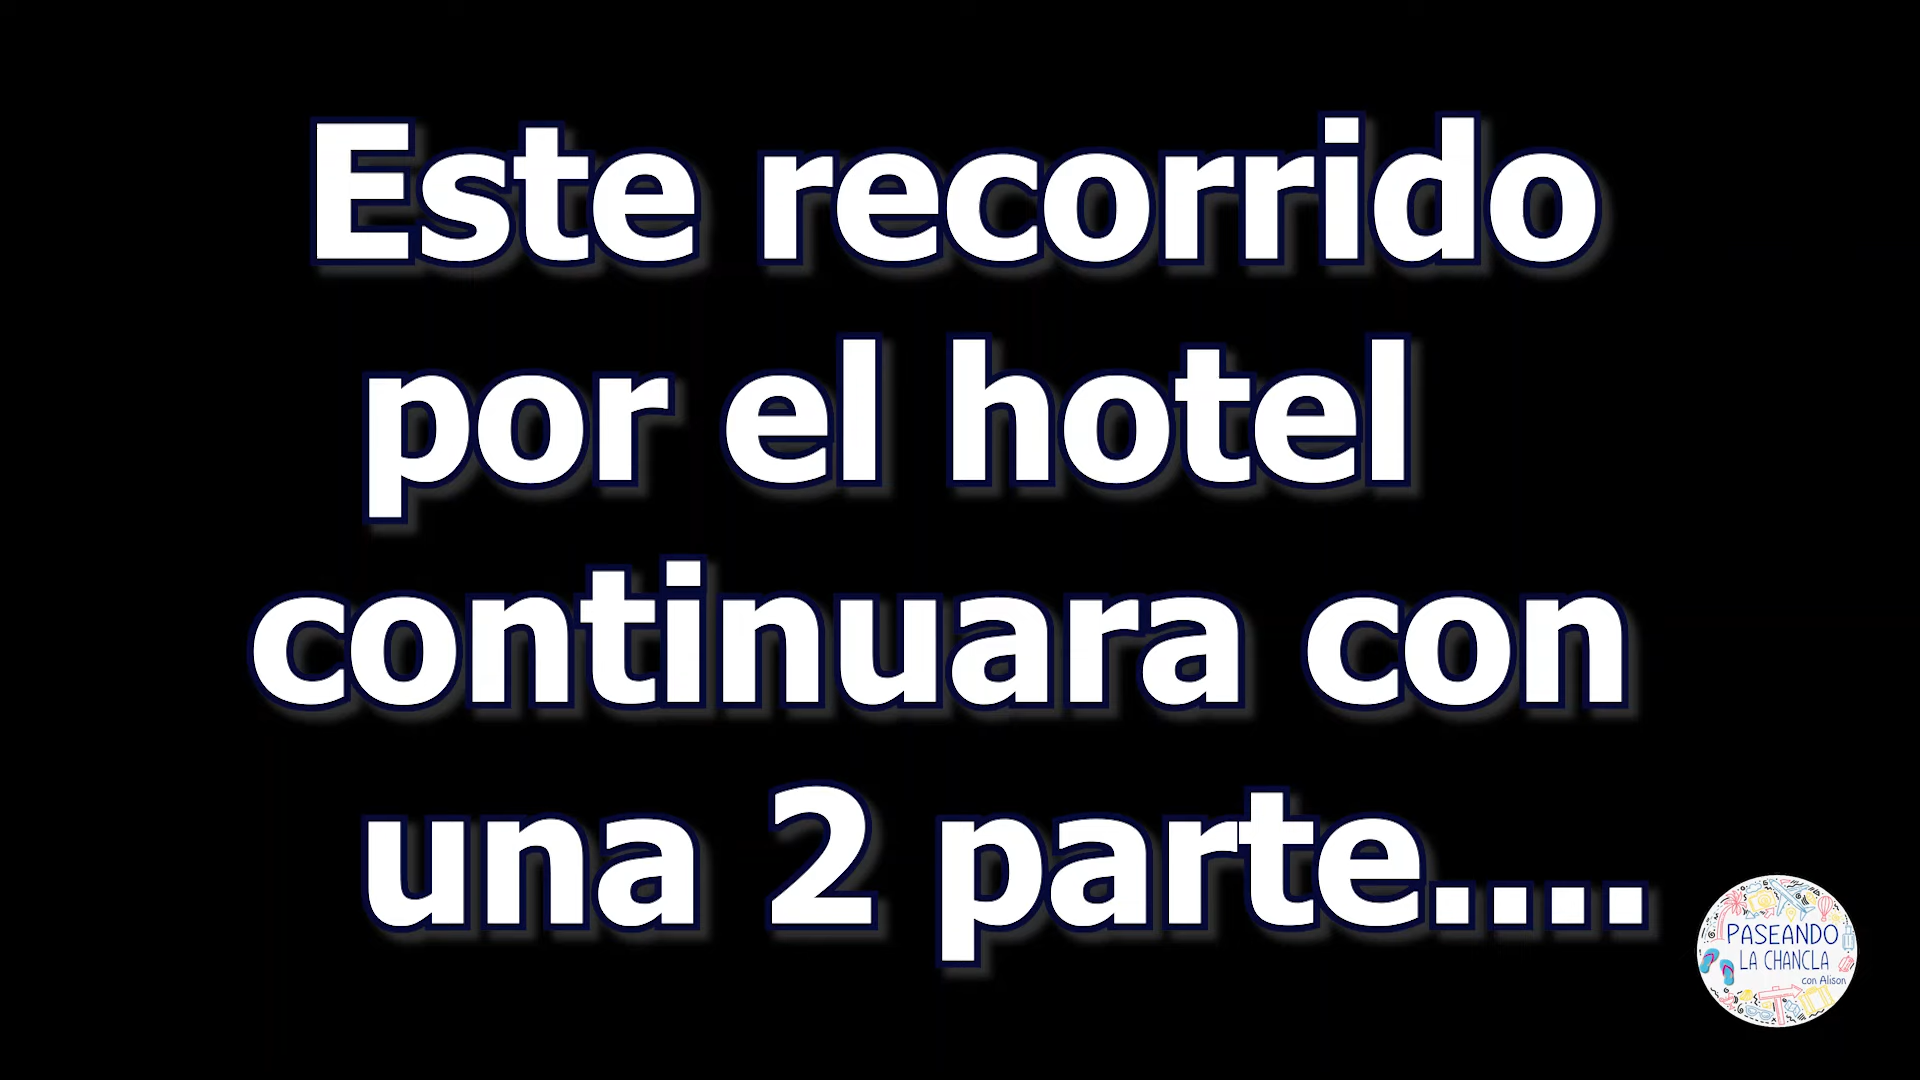 Este recorrido
por el hotel
continuara con
una 2 parte....
PASEANDO
LA CHANCLA
con Alison